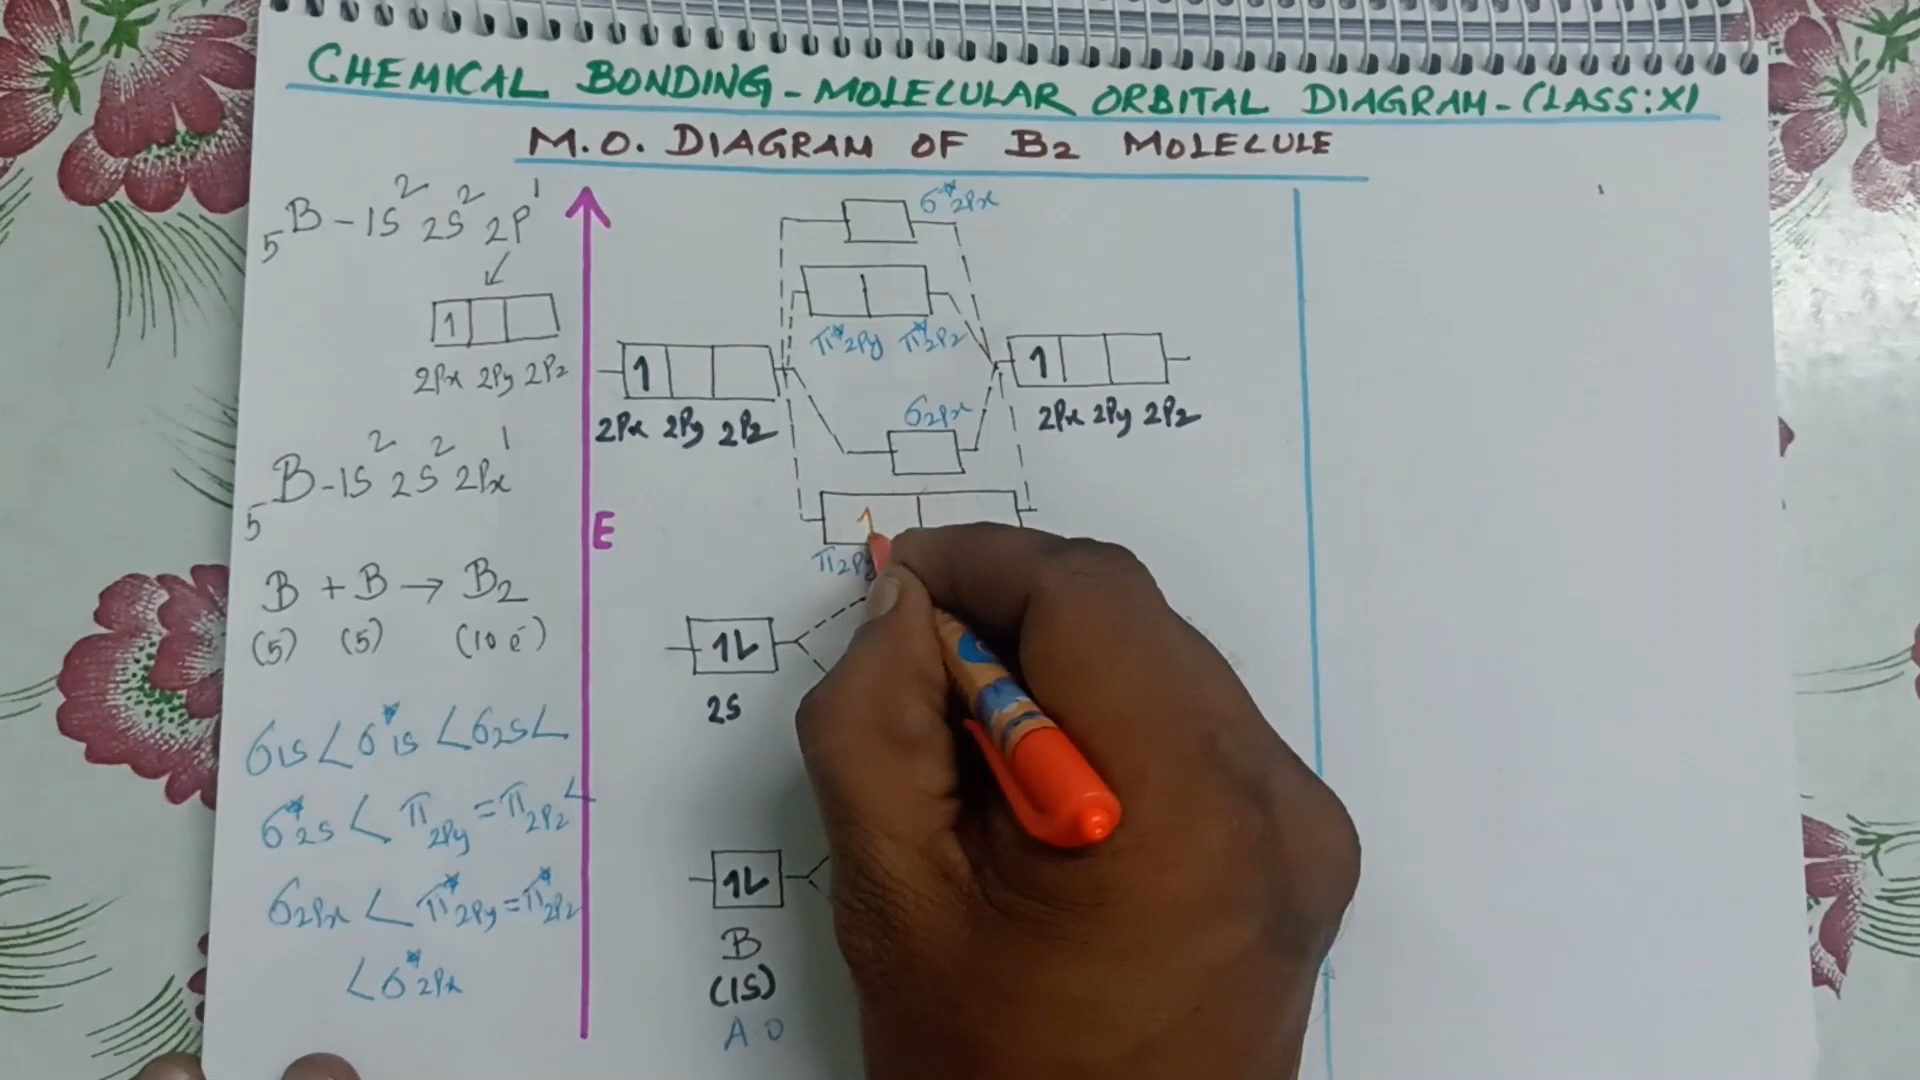 CHEMICAL BONDING - MOLECULAR ORBITAL DIAGRAM - CLASS:XI
M.O. DIAGRAM OF B2 MOLECULE
5B - 1S² 2S² 2P¹
↙
1
2Px 2Py 2Pz
5B - 1S² 2S² 2Px¹
B + B → B2
(5) (5) (10 e⁻)
σ1S < σ*1S < σ2S <
σ*2S < π2Py = π2Pz <
σ2Px < π*2Py = π*2Pz
< σ*2Px
E
σ*2Px
π*2Py π*2Pz
1
2Px 2Py 2Pz
1
2Px 2Py 2Pz
σ2Px
1
π2Py
1L
2S
1L
B
(1S)
A.O